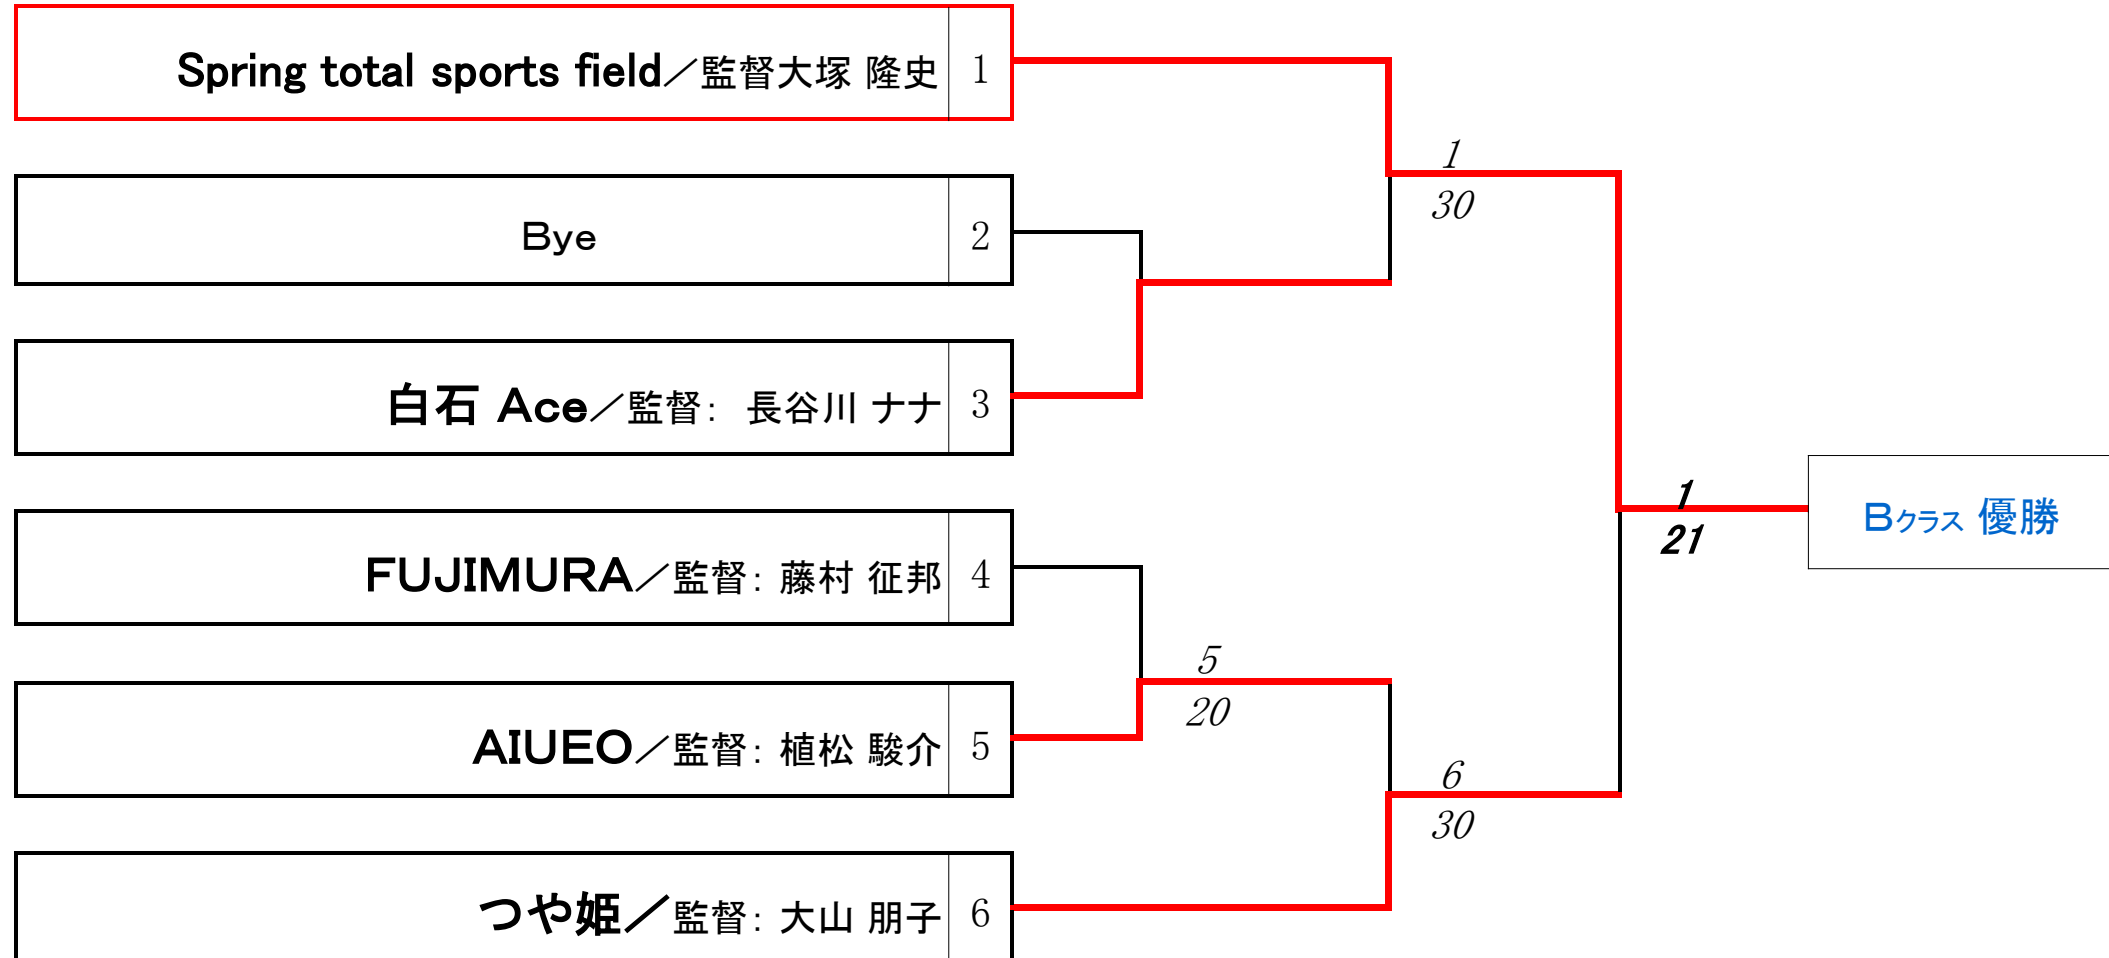 Spring total sports field／監督大塚 隆史 1
Bye 2
白石 Ace／監督： 長谷川 ナナ 3
FUJIMURA／監督：藤村 征邦 4
AIUEO／監督：植松 駿介 5
つや姫／監督：大山 朋子 6
1
30
5
20
6
30
1
21
Bクラス 優勝